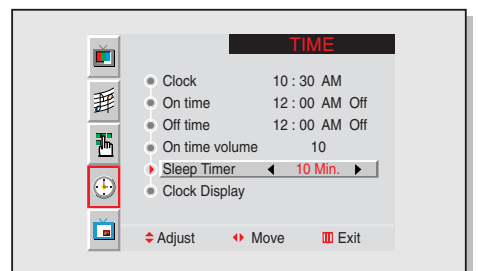 TIME
Clock 10 : 30 AM
On time 12 : 00 AM Off
Off time 12 : 00 AM Off
On time volume 10
Sleep Timer 10 Min.
Clock Display
Adjust Move Exit